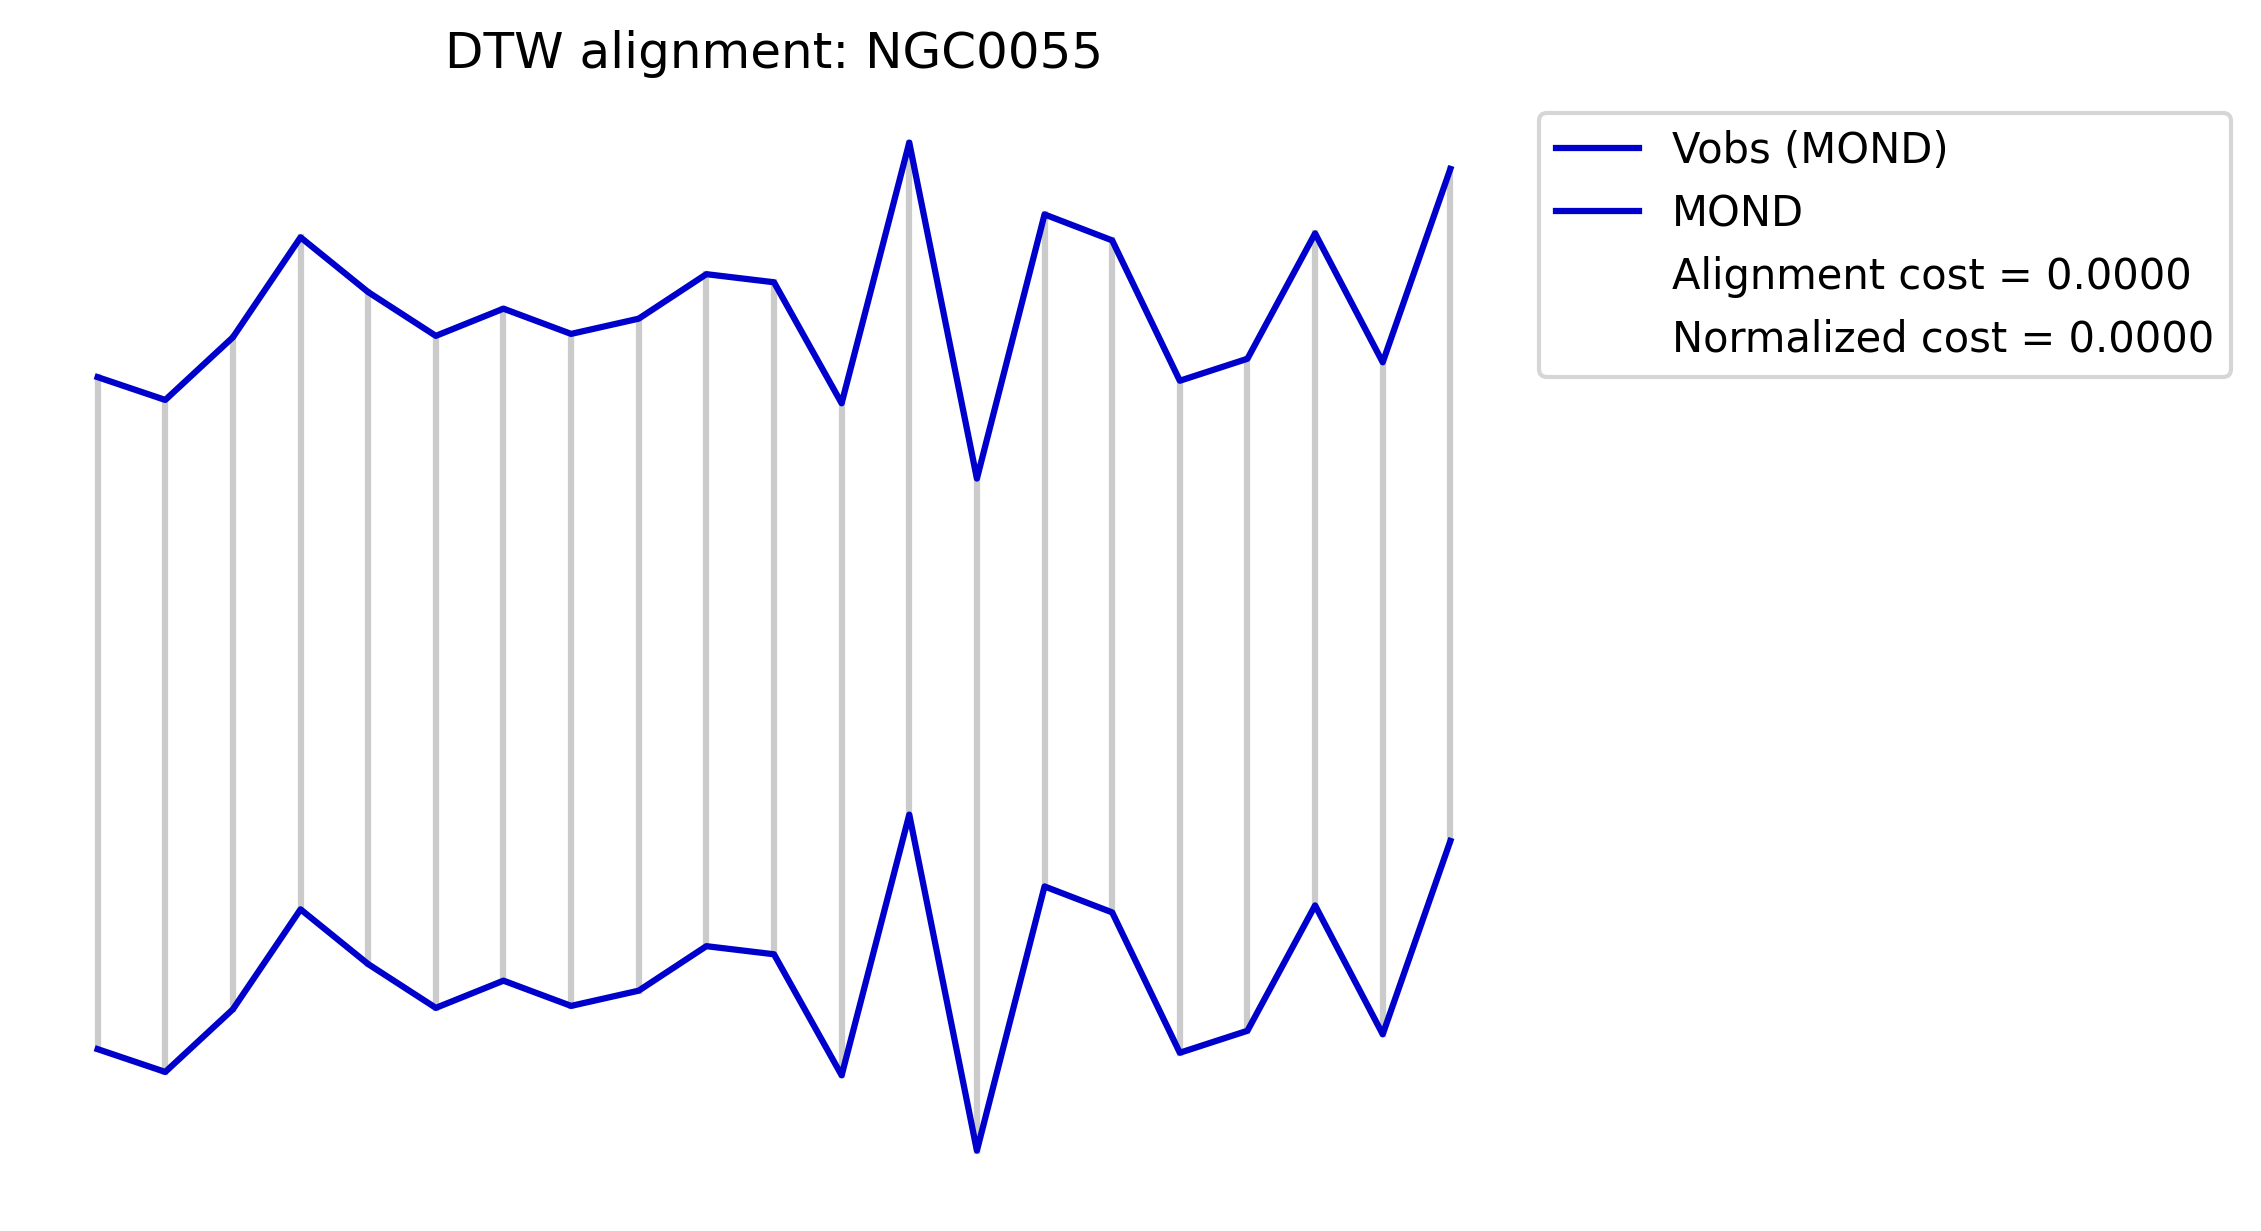 DTW alignment: NGC0055
Vobs (MOND)
MOND
Alignment cost = 0.0000
Normalized cost = 0.0000